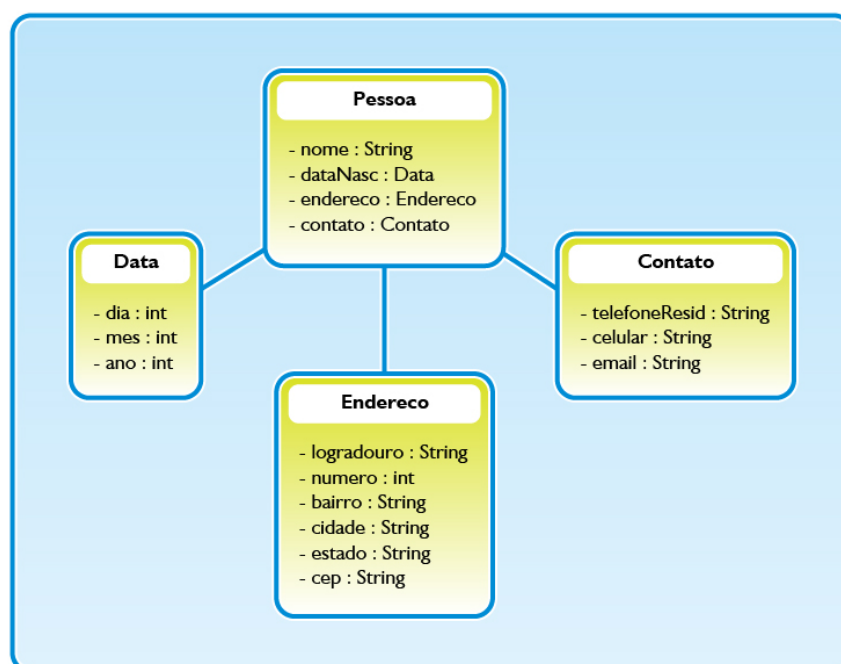 Pessoa
- nome : String
- dataNasc : Data
- endereco : Endereco
- contato : Contato
Data
- dia : int
- mes : int
- ano : int
Contato
- telefoneResid : String
- celular : String
- email : String
Endereco
- logradouro : String
- numero : int
- bairro : String
- cidade : String
- estado : String
- cep : String